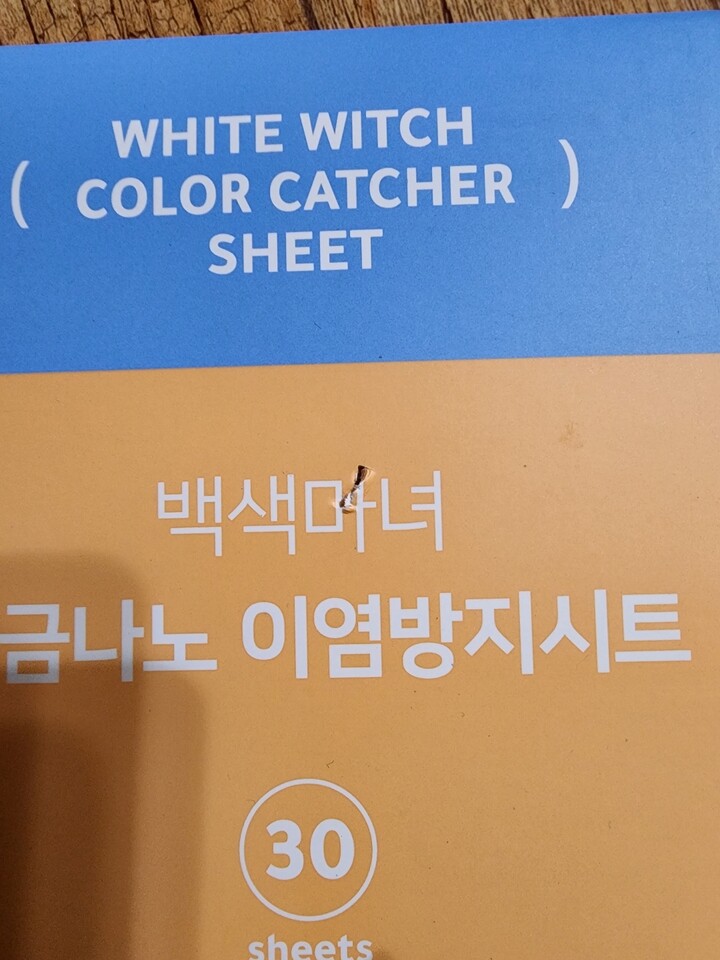 ( WHITE WITCH
COLOR CATCHER
SHEET )
백색마녀
금나노 이염방지시트
30
sheets